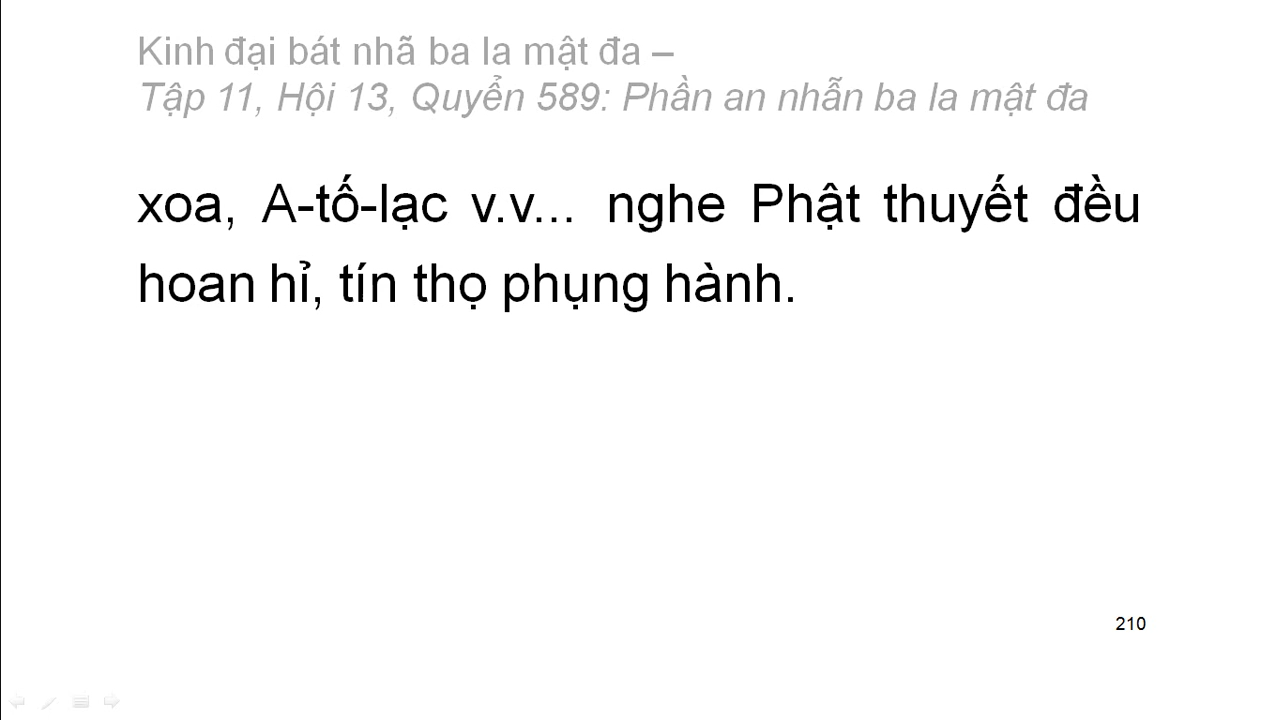 Kinh đại bát nhã ba la mật đa –
Tập 11, Hội 13, Quyển 589: Phần an nhẫn ba la mật đa
xoa, A-tố-lạc v.v... nghe Phật thuyết đều
hoan hỉ, tín thọ phụng hành.
210